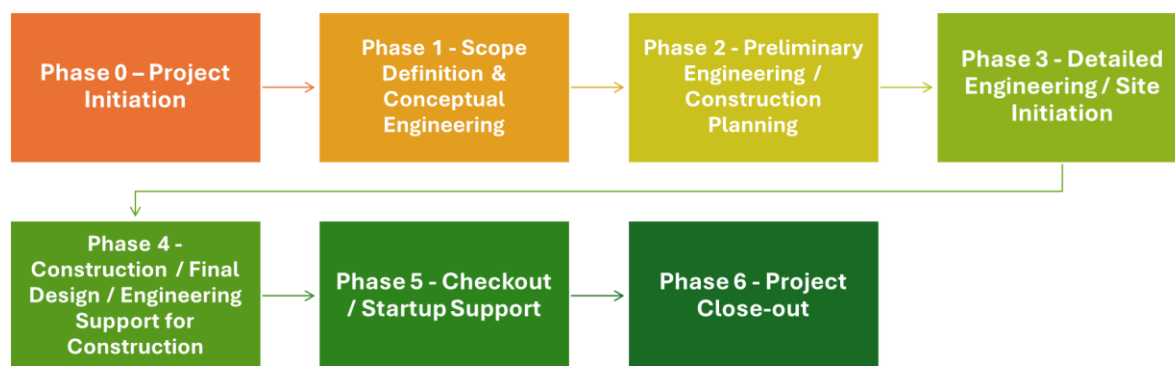 Phase 0 – Project
Initiation
Phase 1 - Scope
Definition &
Conceptual
Engineering
Phase 2 - Preliminary
Engineering /
Construction
Planning
Phase 3 - Detailed
Engineering / Site
Initiation
Phase 4 -
Construction / Final
Design / Engineering
Support for
Construction
Phase 5 - Checkout
/ Startup Support
Phase 6 - Project
Close-out